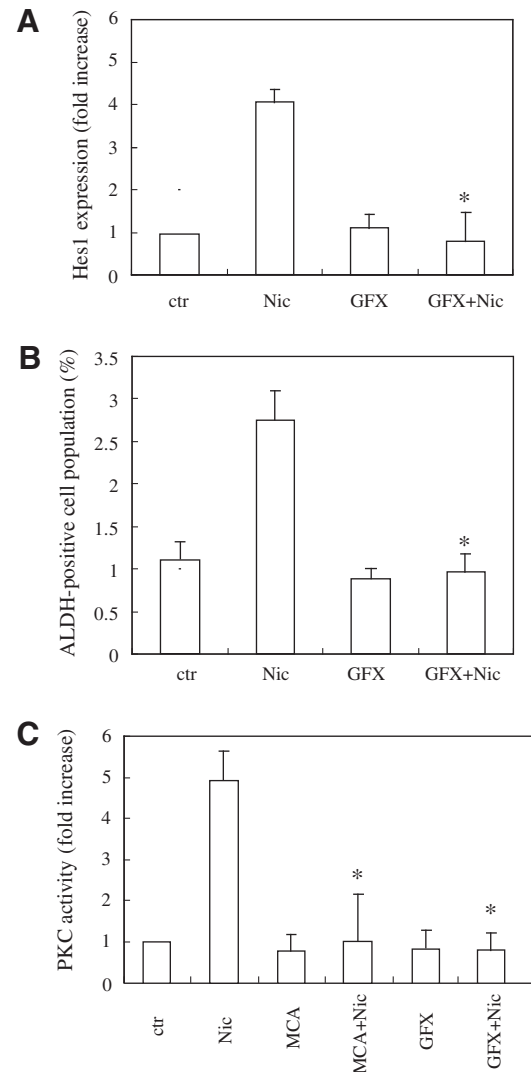 A
Hes1 expression (fold increase)
6
5
4
3
2
1
0
*
ctr Nic GFX GFX+Nic
B
ALDH-positive cell population (%)
3.5
3
2.5
2
1.5
1
0.5
0
*
ctr Nic GFX GFX+Nic
C
PKC activity (fold increase)
6
5
4
3
2
1
0
*
*
ctr
Nic
MCA
MCA+Nic
GFX
GFX+Nic